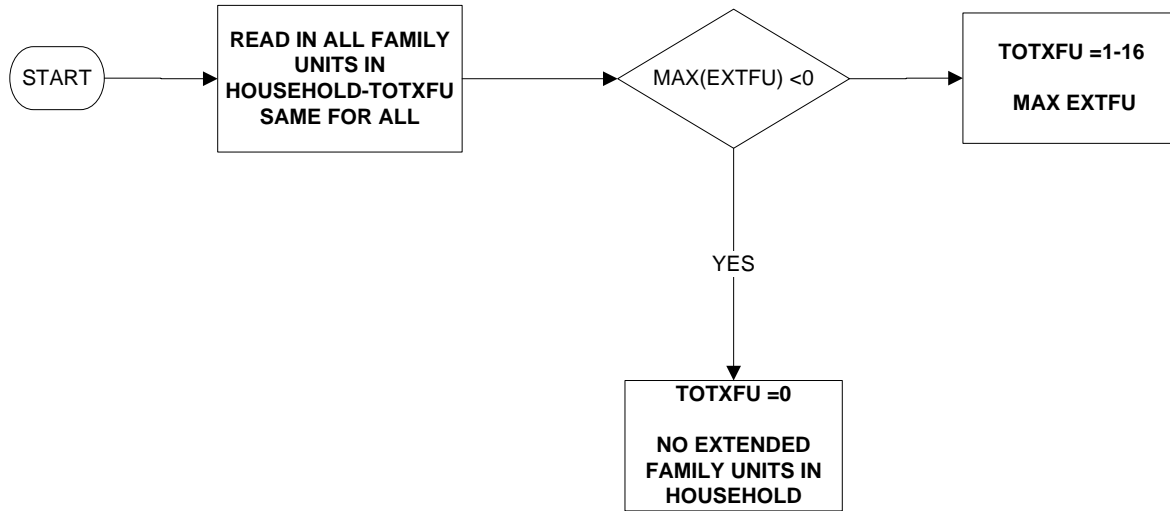 START
READ IN ALL FAMILY
UNITS IN
HOUSEHOLD-TOTXFU
SAME FOR ALL
MAX(EXTFU) <0
TOTXFU =1-16
MAX EXTFU
YES
TOTXFU =0
NO EXTENDED
FAMILY UNITS IN
HOUSEHOLD